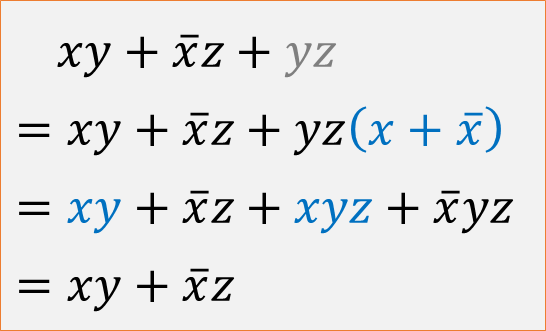 xy + x̄z + yz
= xy + x̄z + yz(x + x̄)
= xy + x̄z + xyz + x̄yz
= xy + x̄z